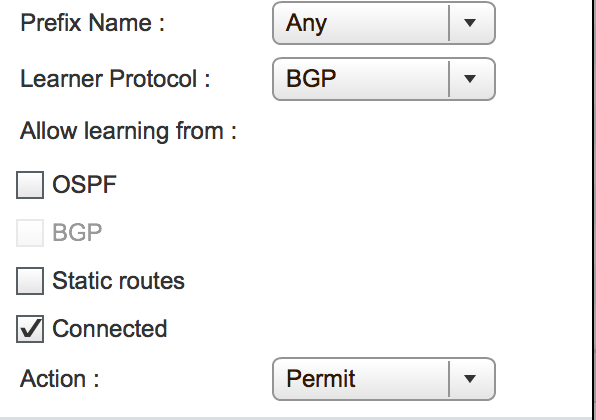 Prefix Name : Any
Learner Protocol : BGP
Allow learning from :
OSPF
BGP
Static routes
Connected
Action : Permit